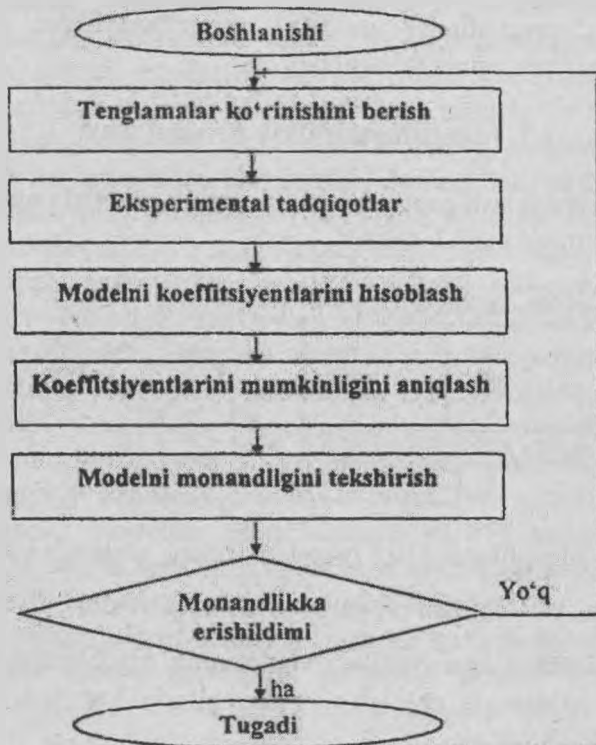 Boshlanishi
Tenglamalar ko‘rinishini berish
Eksperimental tadqiqotlar
Modelni koeffitsiyentlarini hisoblash
Koeffitsiyentlarini mumkinligini aniqlash
Modelni monandilgini tekshirish
Monandlikka
erishildimi
Yo‘q
ha
Tugadi